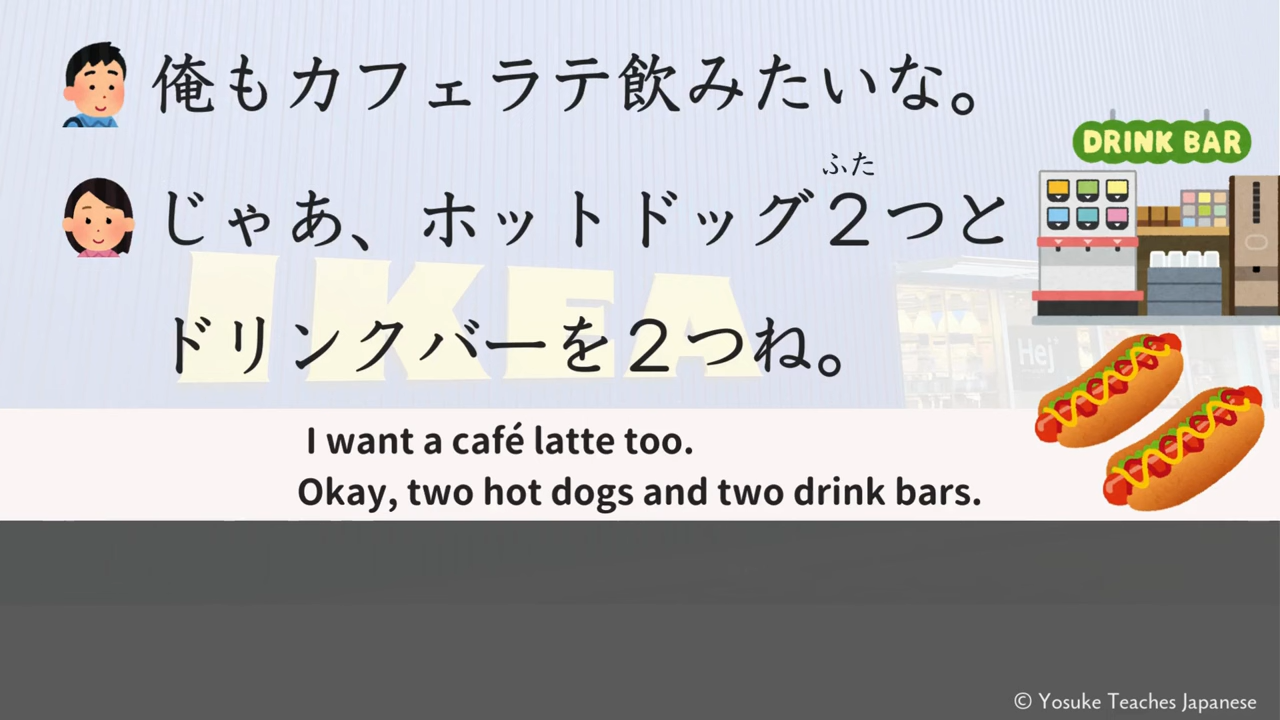 俺もカフェラテ飲みたいな。
DRINK BAR
ふた
じゃあ、ホットドッグ２つと
IKEA
ドリンクバーを２つね。
Hej
I want a café latte too.
Okay, two hot dogs and two drink bars.
© Yosuke Teaches Japanese